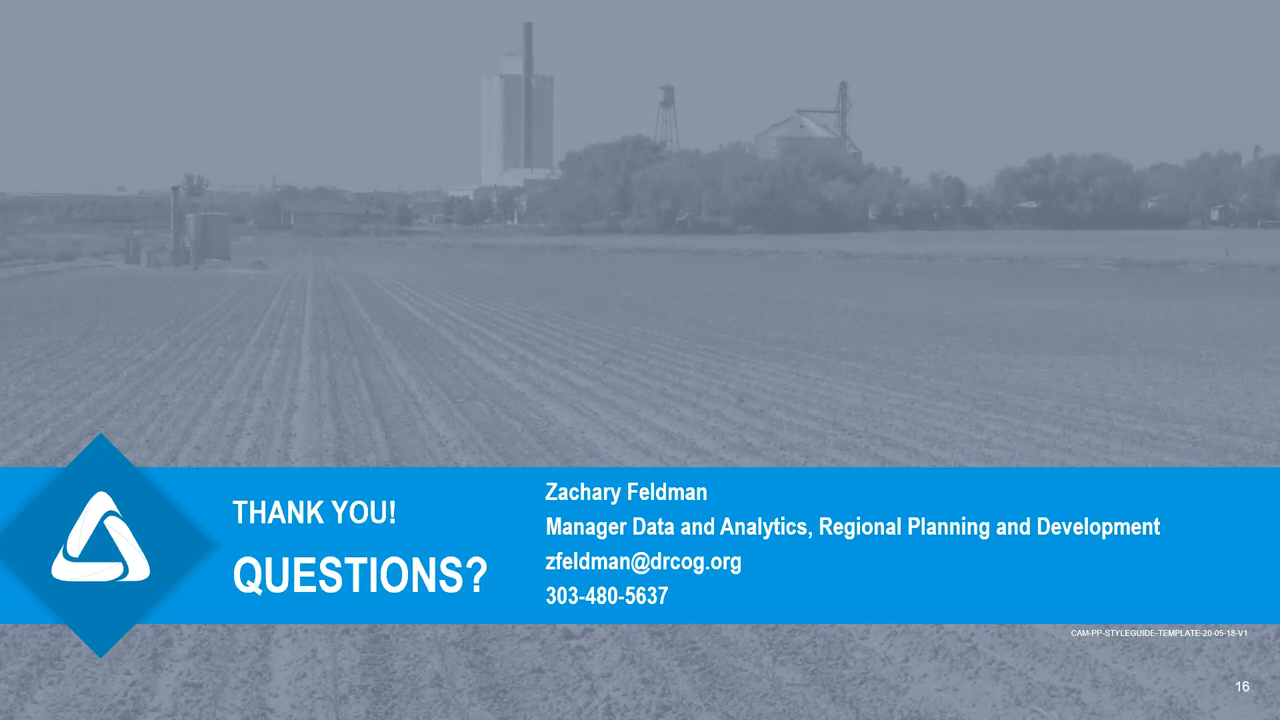 THANK YOU!
QUESTIONS?
Zachary Feldman
Manager Data and Analytics, Regional Planning and Development
zfeldman@drcog.org
303-480-5637
CAM-PP-STYLEGUIDE-TEMPLATE-20-05-18-V1
16